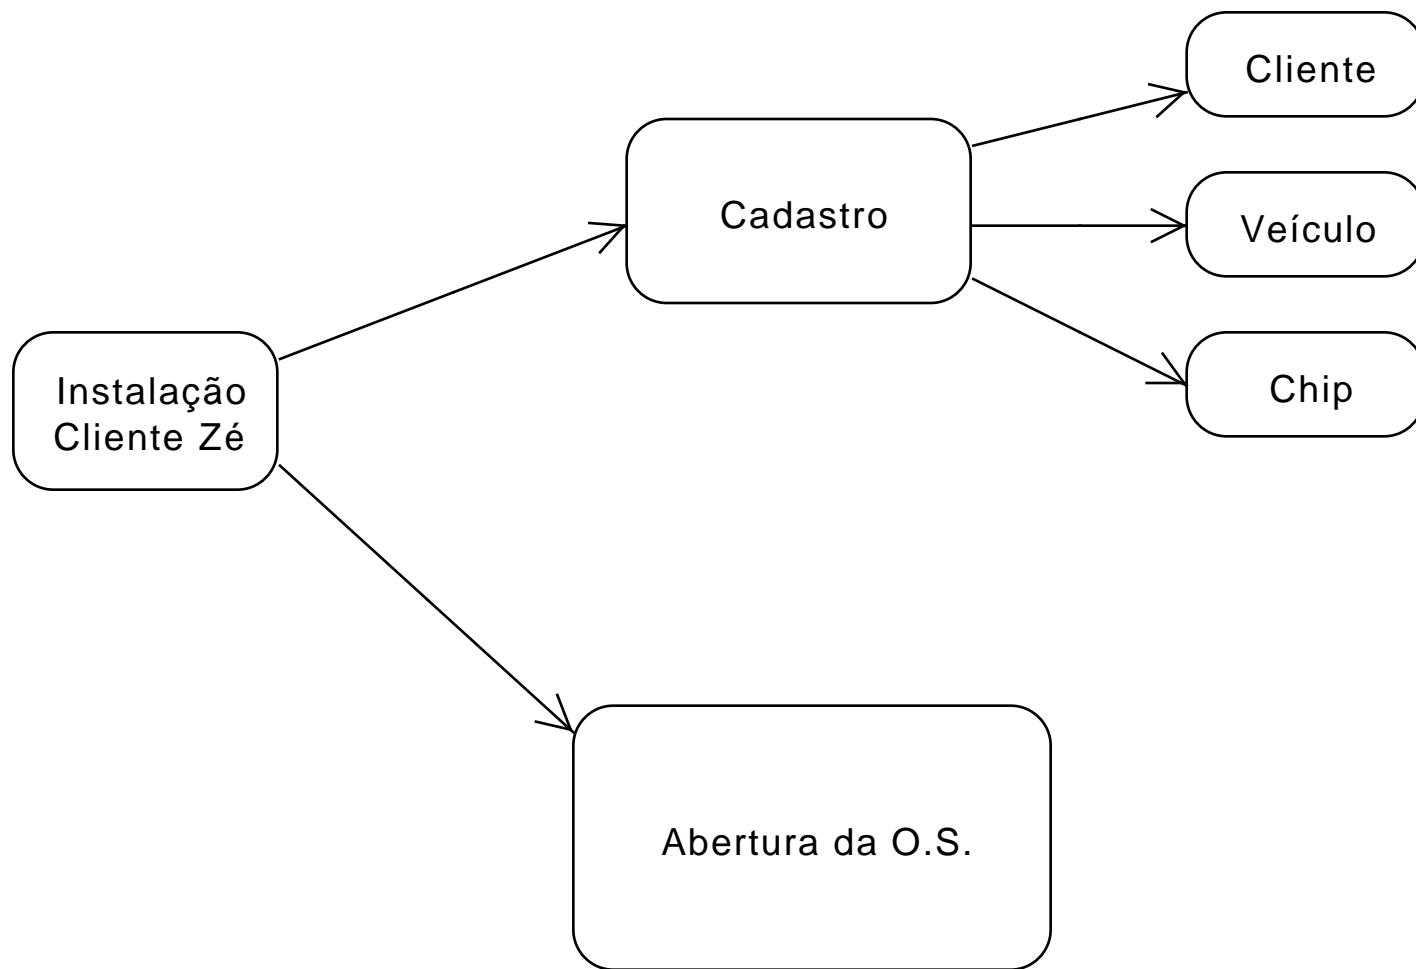 Cliente
Cadastro
Veículo
Instalação
Cliente Zé
Chip
Abertura da O.S.